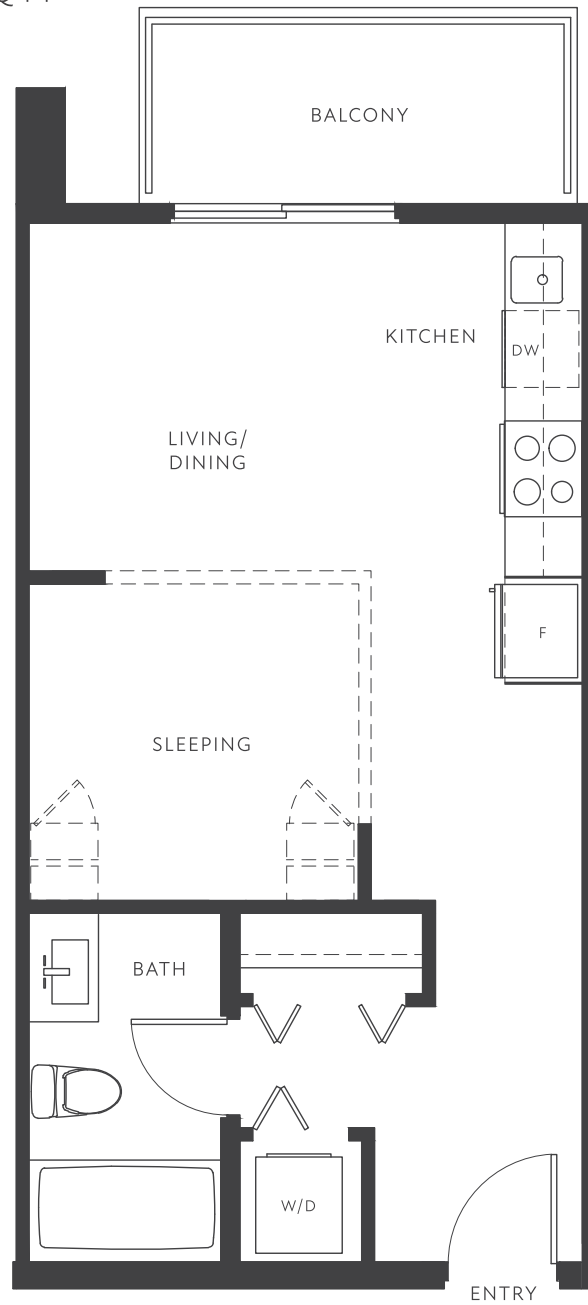 BALCONY
KITCHEN
DW
LIVING/
DINING
F
SLEEPING
BATH
W/D
ENTRY